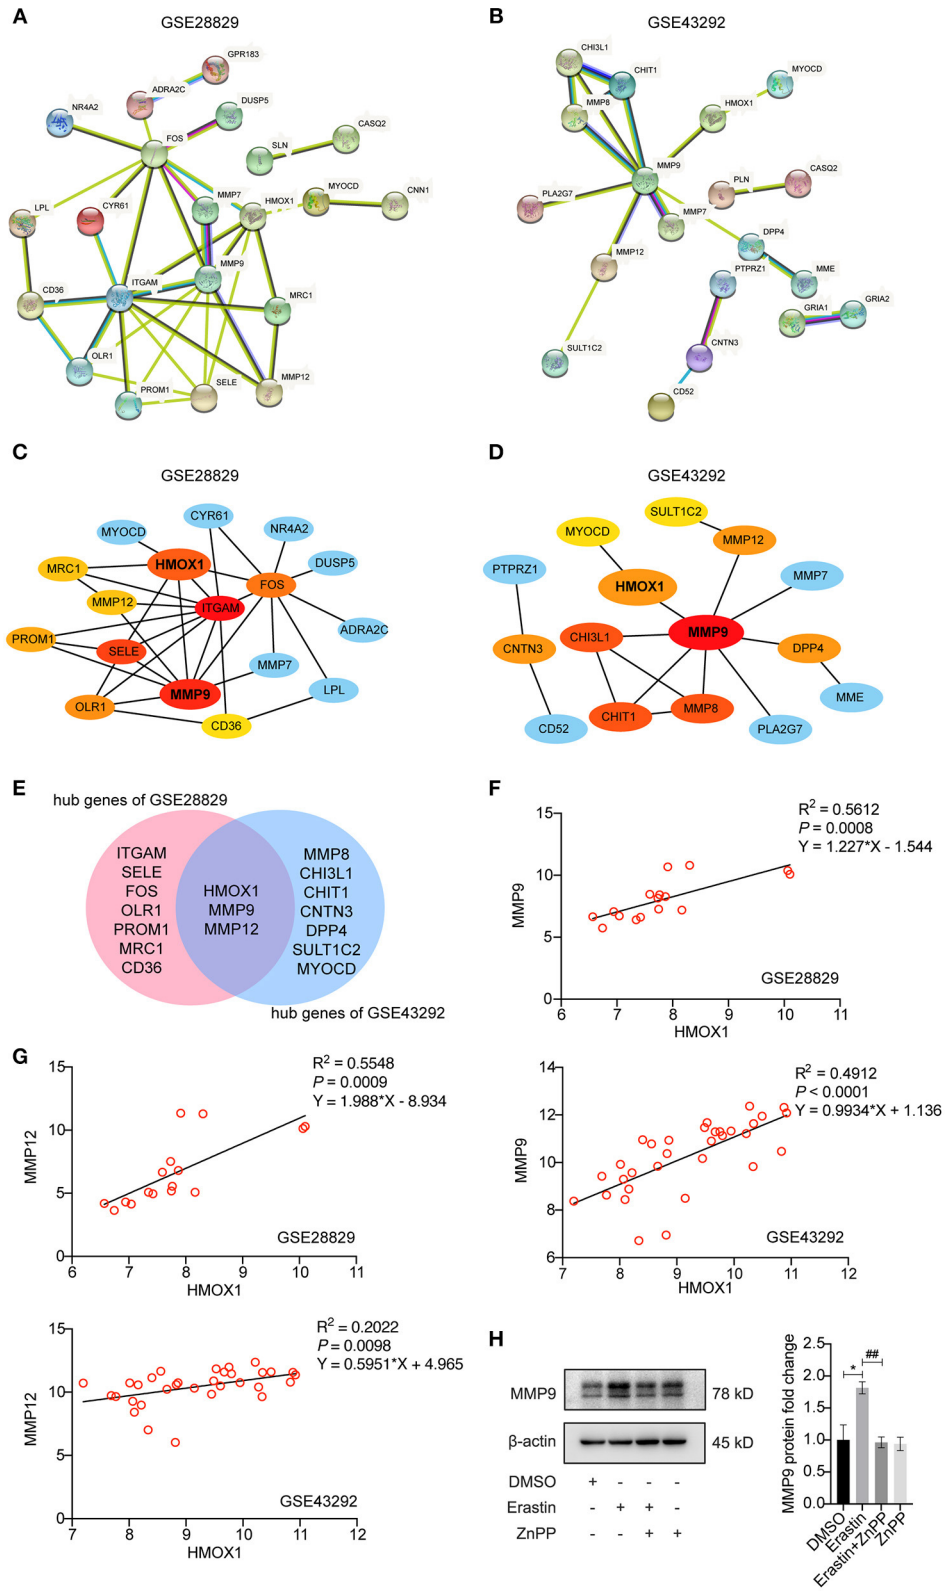 A
GSE28829
GPR183
ADRA2C
NR4A2
DUSP5
FOS
CASQ2
SLN
MMP7
MYOCD
CNN1
LPL
CYR61
HMOX1
MMP9
ITGAM
CD36
MRC1
OLR1
PROM1
SELE
MMP12
B
GSE43292
CHI3L1
CHIT1
MYOCD
MMP8
HMOX1
MMP9
CASQ2
PLN
PLA2G7
MMP7
DPP4
MMP12
PTPRZ1
MME
GRIA2
GRIA1
SULT1C2
CNTN3
CD52
C
GSE28829
CYR61
NR4A2
MYOCD
DUSP5
HMOX1
MRC1
FOS
MMP12
ITGAM
ADRA2C
PROM1
SELE
MMP7
MMP9
LPL
OLR1
CD36
D
GSE43292
SULT1C2
MYOCD
MMP12
PTPRZ1
MMP7
HMOX1
CHI3L1
MMP9
CNTN3
DPP4
MME
CHIT1
MMP8
CD52
PLA2G7
E
hub genes of GSE28829
ITGAM
SELE
FOS
OLR1
PROM1
MRC1
CD36
HMOX1
MMP9
MMP12
MMP8
CHI3L1
CHIT1
CNTN3
DPP4
SULT1C2
MYOCD
hub genes of GSE43292
F
R² = 0.5612
P = 0.0008
Y = 1.227*X - 1.544
15
10
5
0
MMP9
GSE28829
6 7 8 9 10 11
HMOX1
G
R² = 0.5548
P = 0.0009
Y = 1.988*X - 8.934
15
10
5
0
MMP12
GSE28829
6 7 8 9 10 11
HMOX1
R² = 0.4912
P < 0.0001
Y = 0.9934*X + 1.136
14
12
10
8
6
MMP9
GSE43292
7 8 9 10 11 12
HMOX1
R² = 0.2022
P = 0.0098
Y = 0.5951*X + 4.965
15
10
5
0
MMP12
GSE43292
7 8 9 10 11 12
HMOX1
H
MMP9 78 kD
β-actin 45 kD
DMSO + - - -
Erastin - + + -
ZnPP - - + +
2.5
2.0
1.5
1.0
0.5
0.0
MMP9 protein fold change
* ##
DMSO
Erastin
Erastin+ZnPP
ZnPP